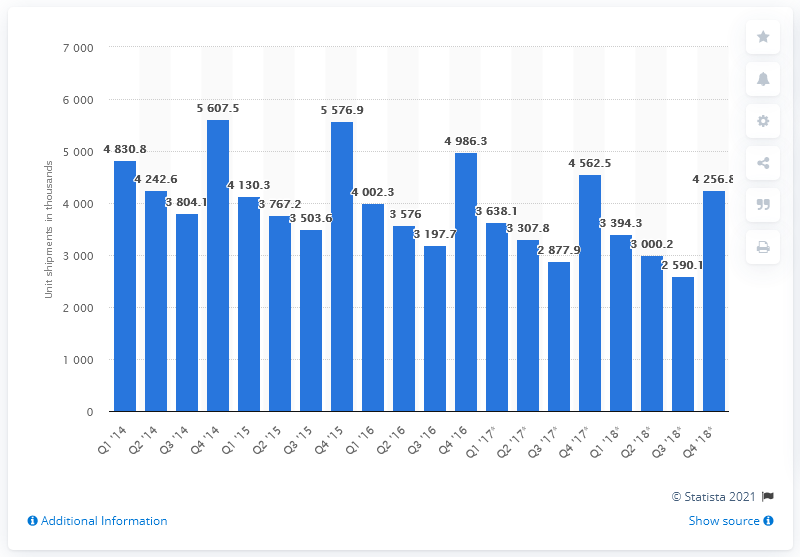 7 000
6 000
5 000
4 000
3 000
2 000
1 000
0
Unit shipments in thousands
4 830.8
4 242.6
3 804.1
5 607.5
4 130.3
3 767.2
3 503.6
5 576.9
4 002.3
3 576
3 197.7
4 986.3
3 638.1
3 307.8
2 877.9
4 562.5
3 394.3
3 000.2
2 590.1
4 256.8
Q1 '14
Q2 '14
Q3 '14
Q4 '14
Q1 '15
Q2 '15
Q3 '15
Q4 '15
Q1 '16
Q2 '16
Q3 '16
Q4 '16
Q1 '17*
Q2 '17*
Q3 '17*
Q4 '17*
Q1 '18*
Q2 '18*
Q3 '18*
Q4 '18*
© Statista 2021
Additional Information
Show source